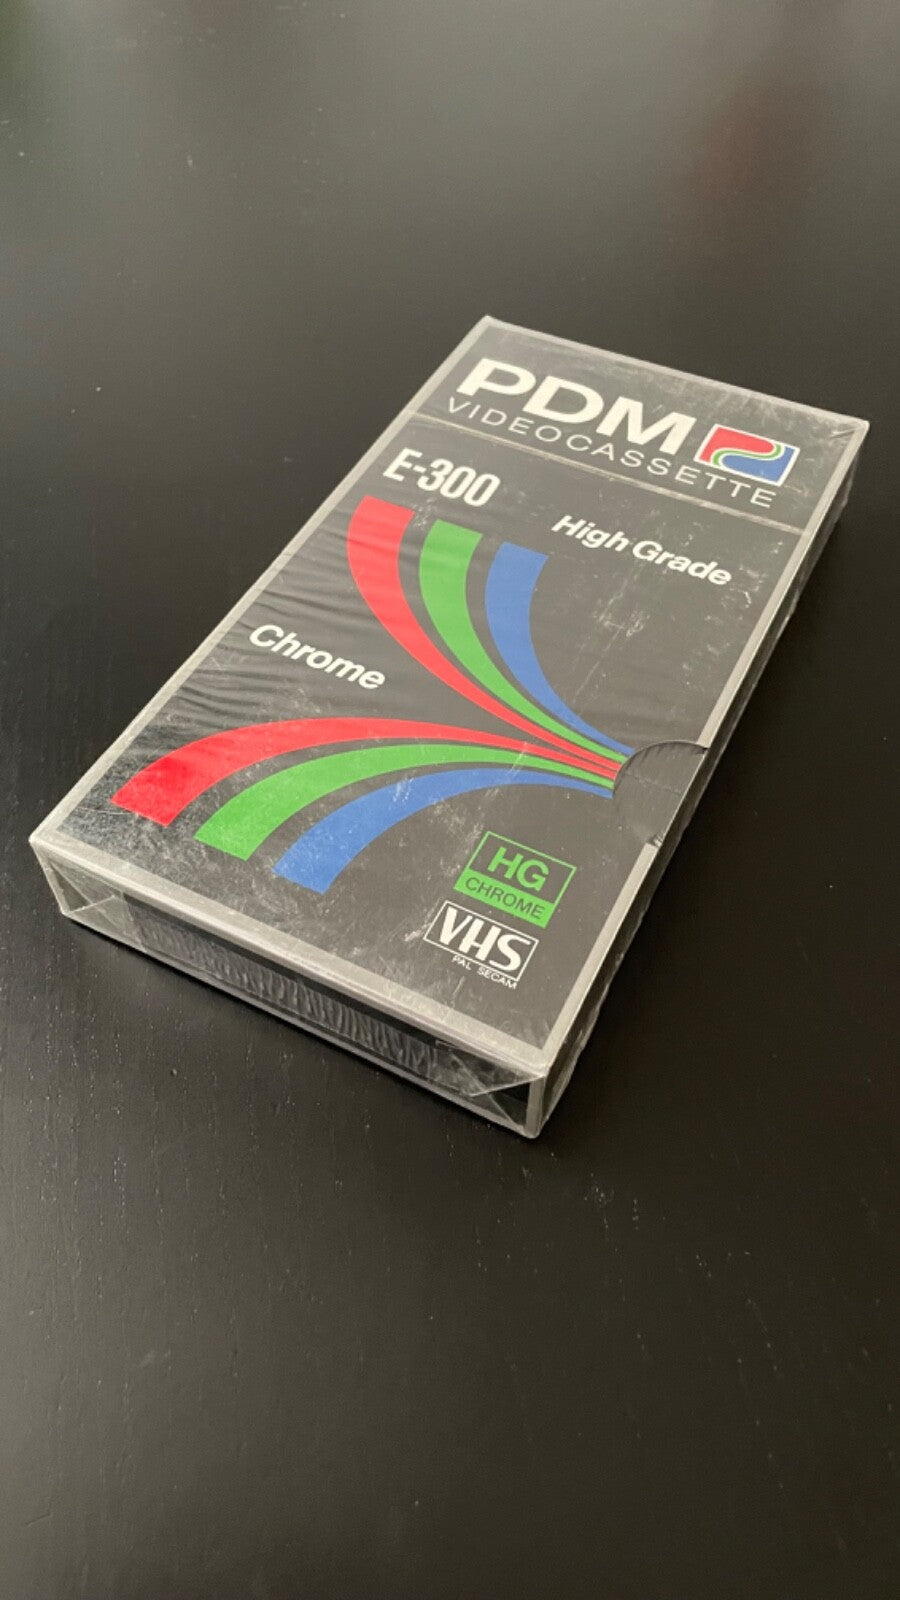 PDM
VIDEOCASSETTE
E-300
High Grade
Chrome
HG
CHROME
VHS
PAL SECAM